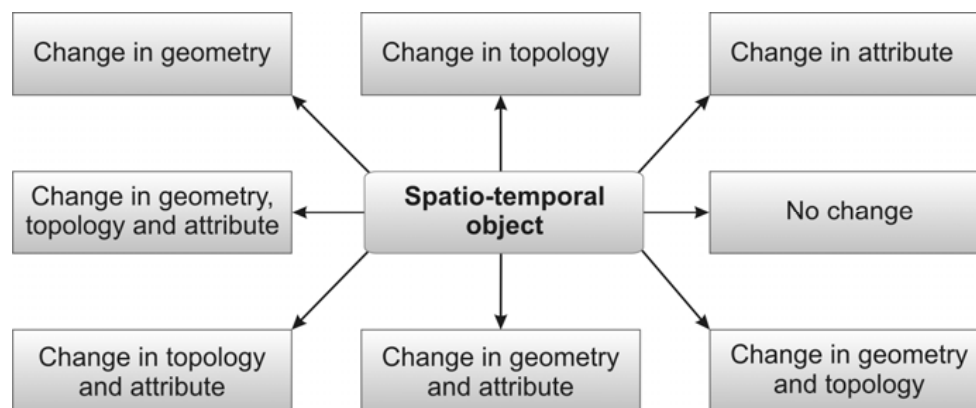 Change in geometry
Change in topology
Change in attribute
Change in geometry,
topology and attribute
Spatio-temporal
object
No change
Change in topology
and attribute
Change in geometry
and attribute
Change in geometry
and topology